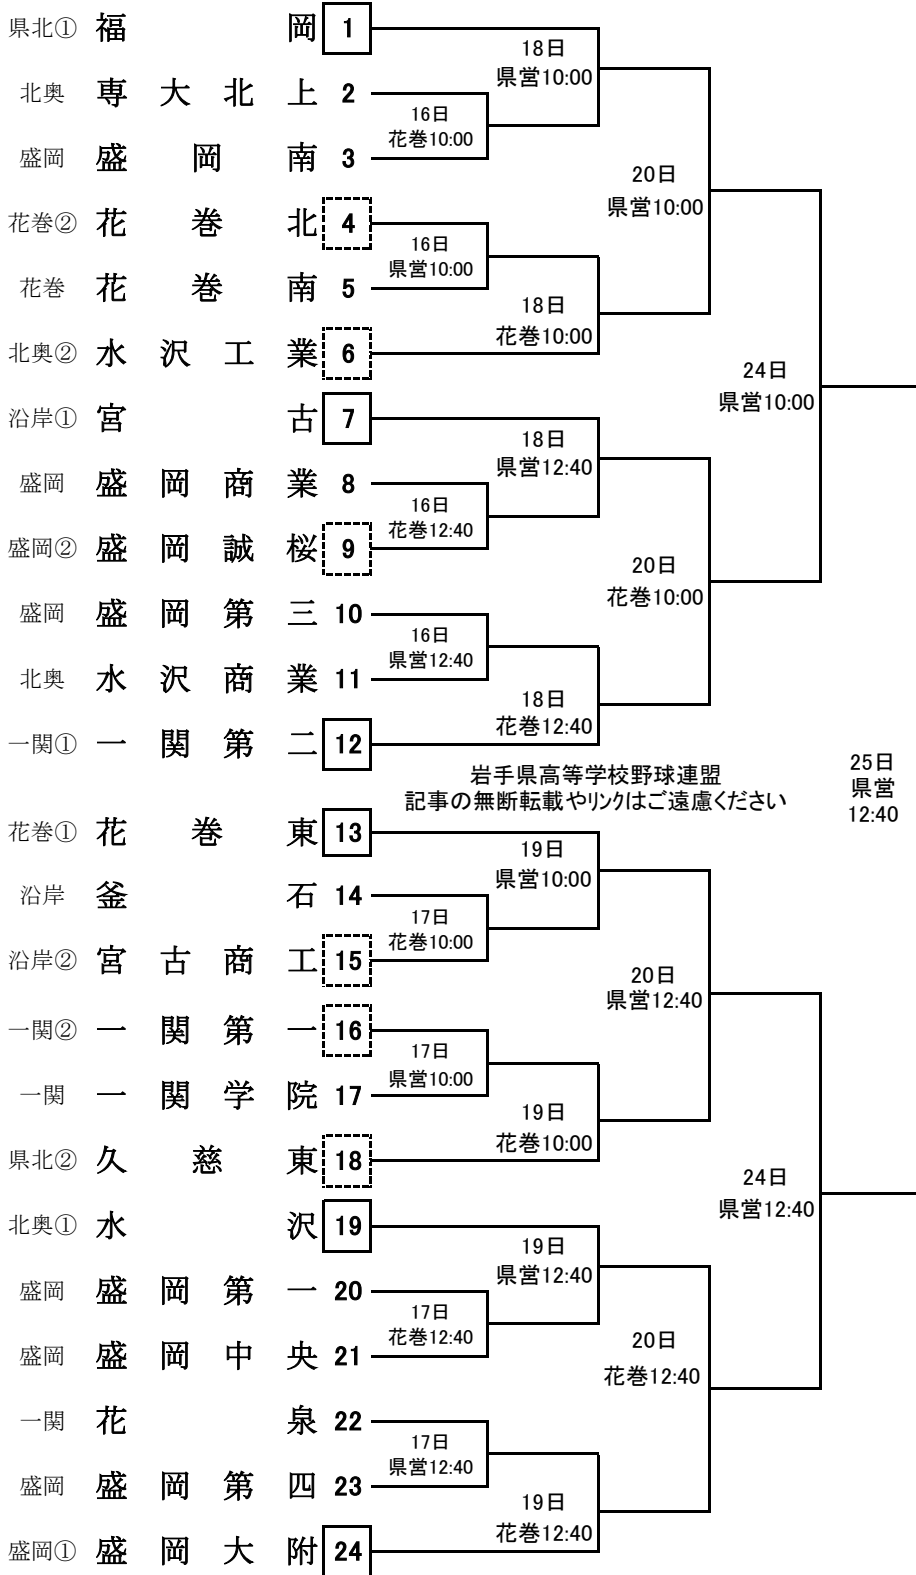 県北① 福岡 1
18日
県営10:00
北奥 専大北上 2
16日
花巻10:00
盛岡 盛岡南 3
20日
県営10:00
花巻② 花巻北 4
16日
県営10:00
花巻 花巻南 5
18日
花巻10:00
北奥② 水沢工業 6
24日
県営10:00
沿岸① 宮古 7
18日
県営12:40
盛岡 盛岡商業 8
16日
花巻12:40
盛岡② 盛岡誠桜 9
20日
花巻10:00
盛岡 盛岡第三 10
16日
県営12:40
北奥 水沢商業 11
18日
花巻12:40
一関① 一関第二 12
岩手県高等学校野球連盟
記事の無断転載やリンクはご遠慮ください
25日
県営
12:40
花巻① 花巻東 13
19日
県営10:00
沿岸 釜石 14
17日
花巻10:00
沿岸② 宮古商工 15
20日
県営12:40
一関② 一関第一 16
17日
県営10:00
一関 一関学院 17
19日
花巻10:00
県北② 久慈東 18
24日
県営12:40
北奥① 水沢 19
19日
県営12:40
盛岡 盛岡第一 20
17日
花巻12:40
盛岡 盛岡中央 21
20日
花巻12:40
一関 花泉 22
17日
県営12:40
盛岡 盛岡第四 23
19日
花巻12:40
盛岡① 盛岡大附 24